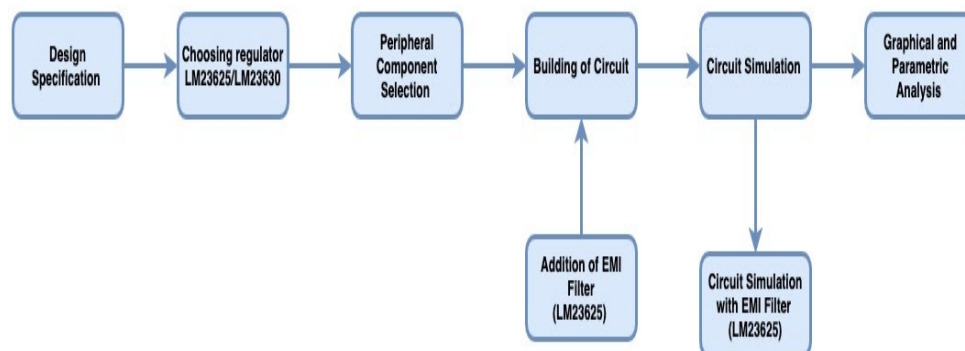 Design
Specification
Choosing regulator
LM23625/LM23630
Peripheral
Component
Selection
Building of Circuit
Circuit Simulation
Graphical and
Parametric
Analysis
Addition of EMI
Filter
(LM23625)
Circuit Simulation
with EMI Filter
(LM23625)